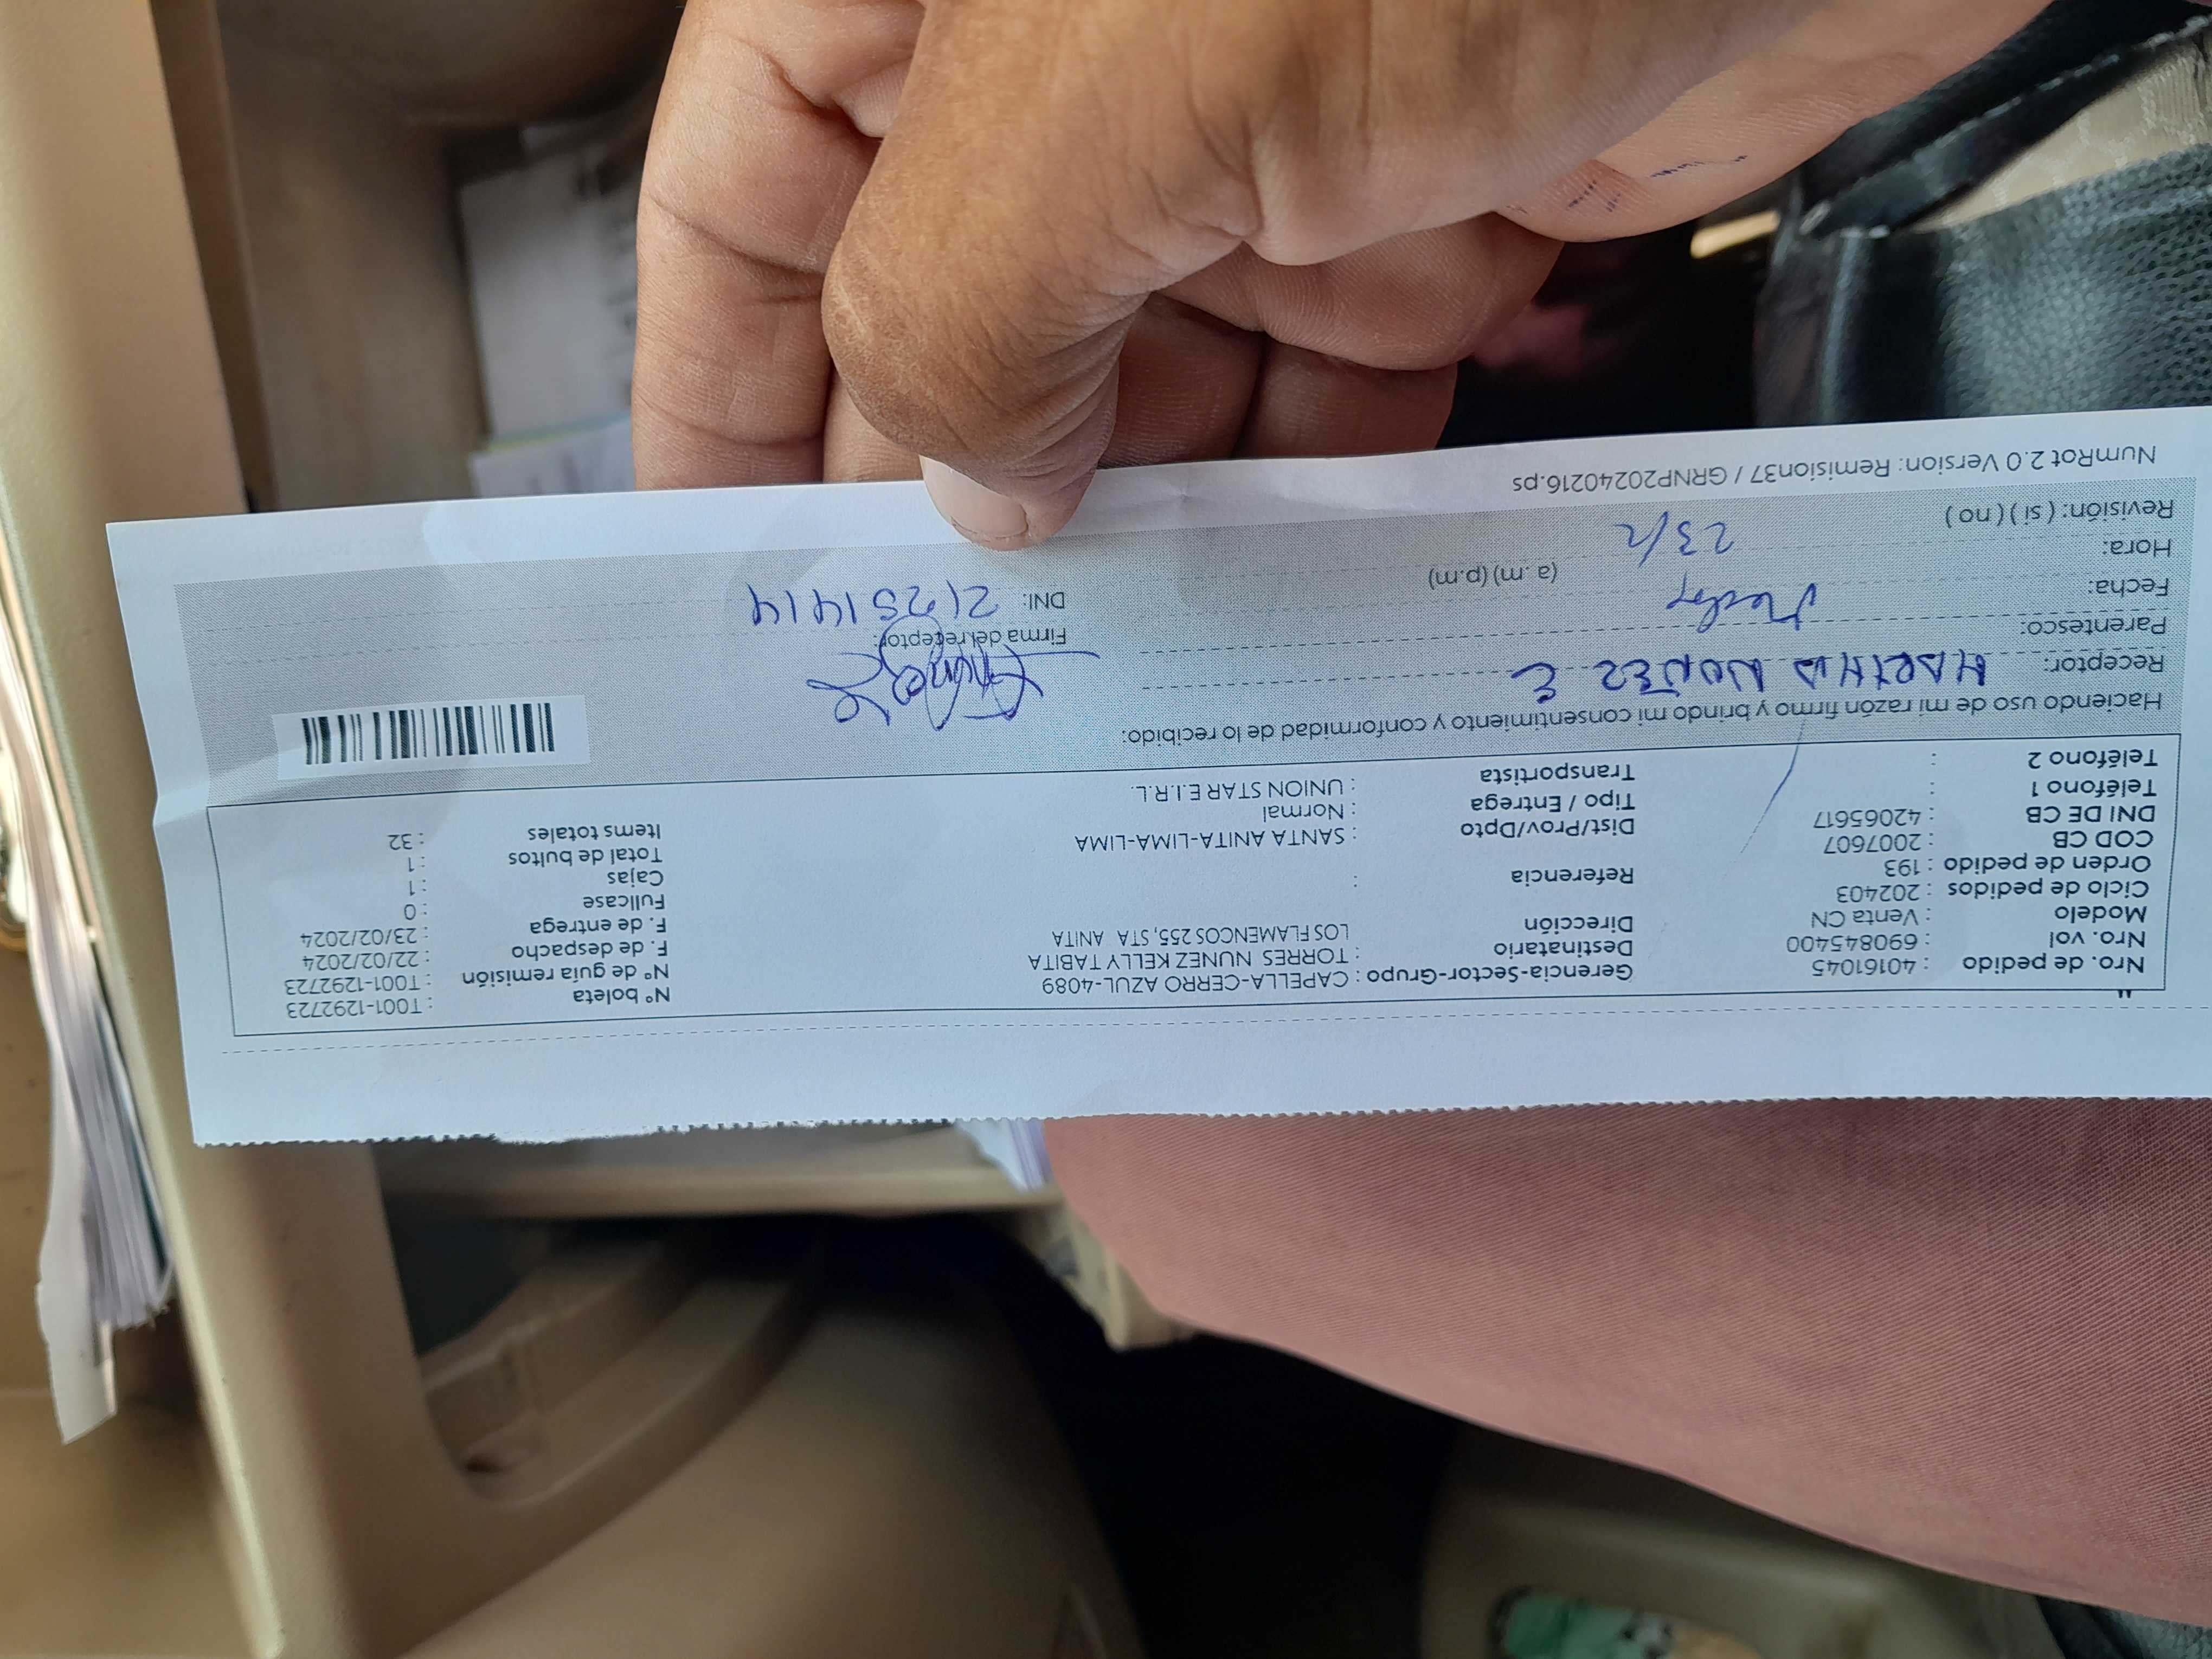 Nro. de pedido : 40161045 Gerencia-Sector-Grupo : CAPELLA-CERRO AZUL-4089 N° boleta : T001-1292723
Nro. vol : 690845400 Destinatario : TORRES NUNEZ KELLY TABITA N° de guía remisión : T001-1292723
Modelo : Venta CN Dirección LOS FLAMENCOS 255, STA ANITA F. de despacho : 22/02/2024
Ciclo de pedidos : 202403 F. de entrega : 23/02/2024
Orden de pedido : 193 Referencia : Fullcase : 0
COD CB : 2007607 Dist/Prov/Dpto : SANTA ANITA-LIMA-LIMA Cajas : 1
DNI DE CB : 42065617 Tipo / Entrega : Normal Total de bultos : 1
Teléfono 1 : Transportista : UNION STAR E.I.R.L. Items totales : 32
Teléfono 2 :
Haciendo uso de mi razón firmo y brindo mi consentimiento y conformidad de lo recibido:
Receptor: MARTHA NUÑEZ E
Parentesco: Firma del receptor:
Fecha: (a .m) (p.m) DNI: 21251414
Hora: 23/2
Revisión: ( si ) ( no )
NumRot 2.0 Version: Remision37 / GRNP20240216.ps